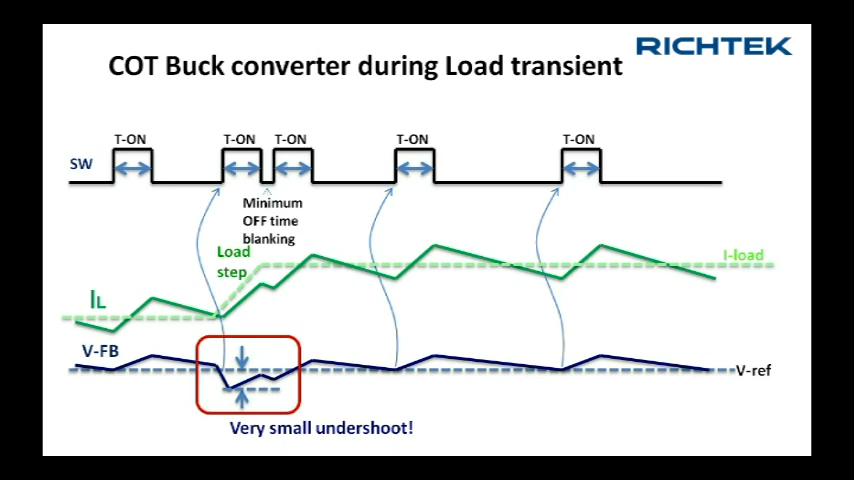 RICHTEK
COT Buck converter during Load transient
T-ON
T-ON
T-ON
T-ON
T-ON
SW
Minimum
OFF time
blanking
Load
step
I-load
IL
V-FB
V-ref
Very small undershoot!